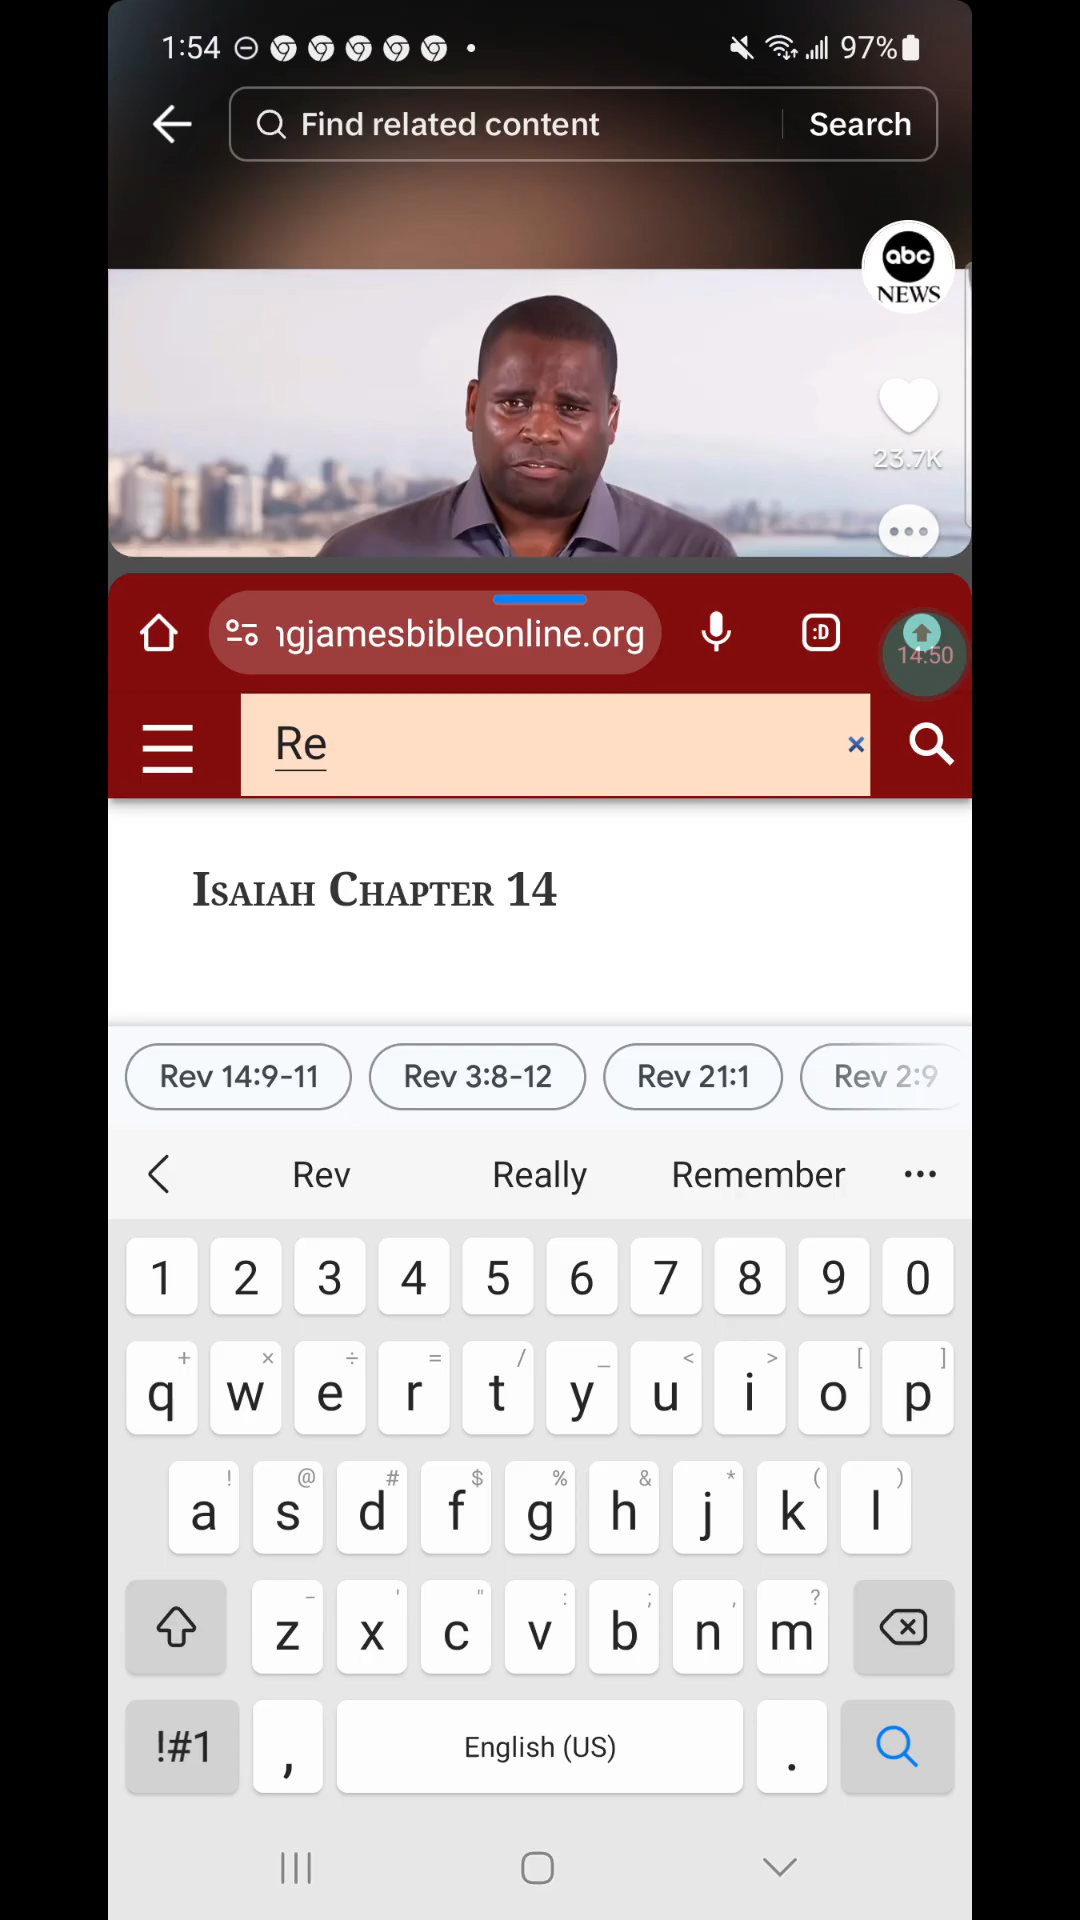 1:54 97%
Find related content Search
abc
NEWS
23.7K
ngjamesbibleonline.org :D 14:50
Re ×
Isaiah Chapter 14
Rev 14:9-11 Rev 3:8-12 Rev 21:1 Rev 2:9
Rev Really Remember ...
1 2 3 4 5 6 7 8 9 0
+ × ÷ = / _ < > [ ]
q w e r t y u i o p
! @ # $ % & * ( )
a s d f g h j k l
- ' " : ; , ?
z x c v b n m
!#1 , English (US) .